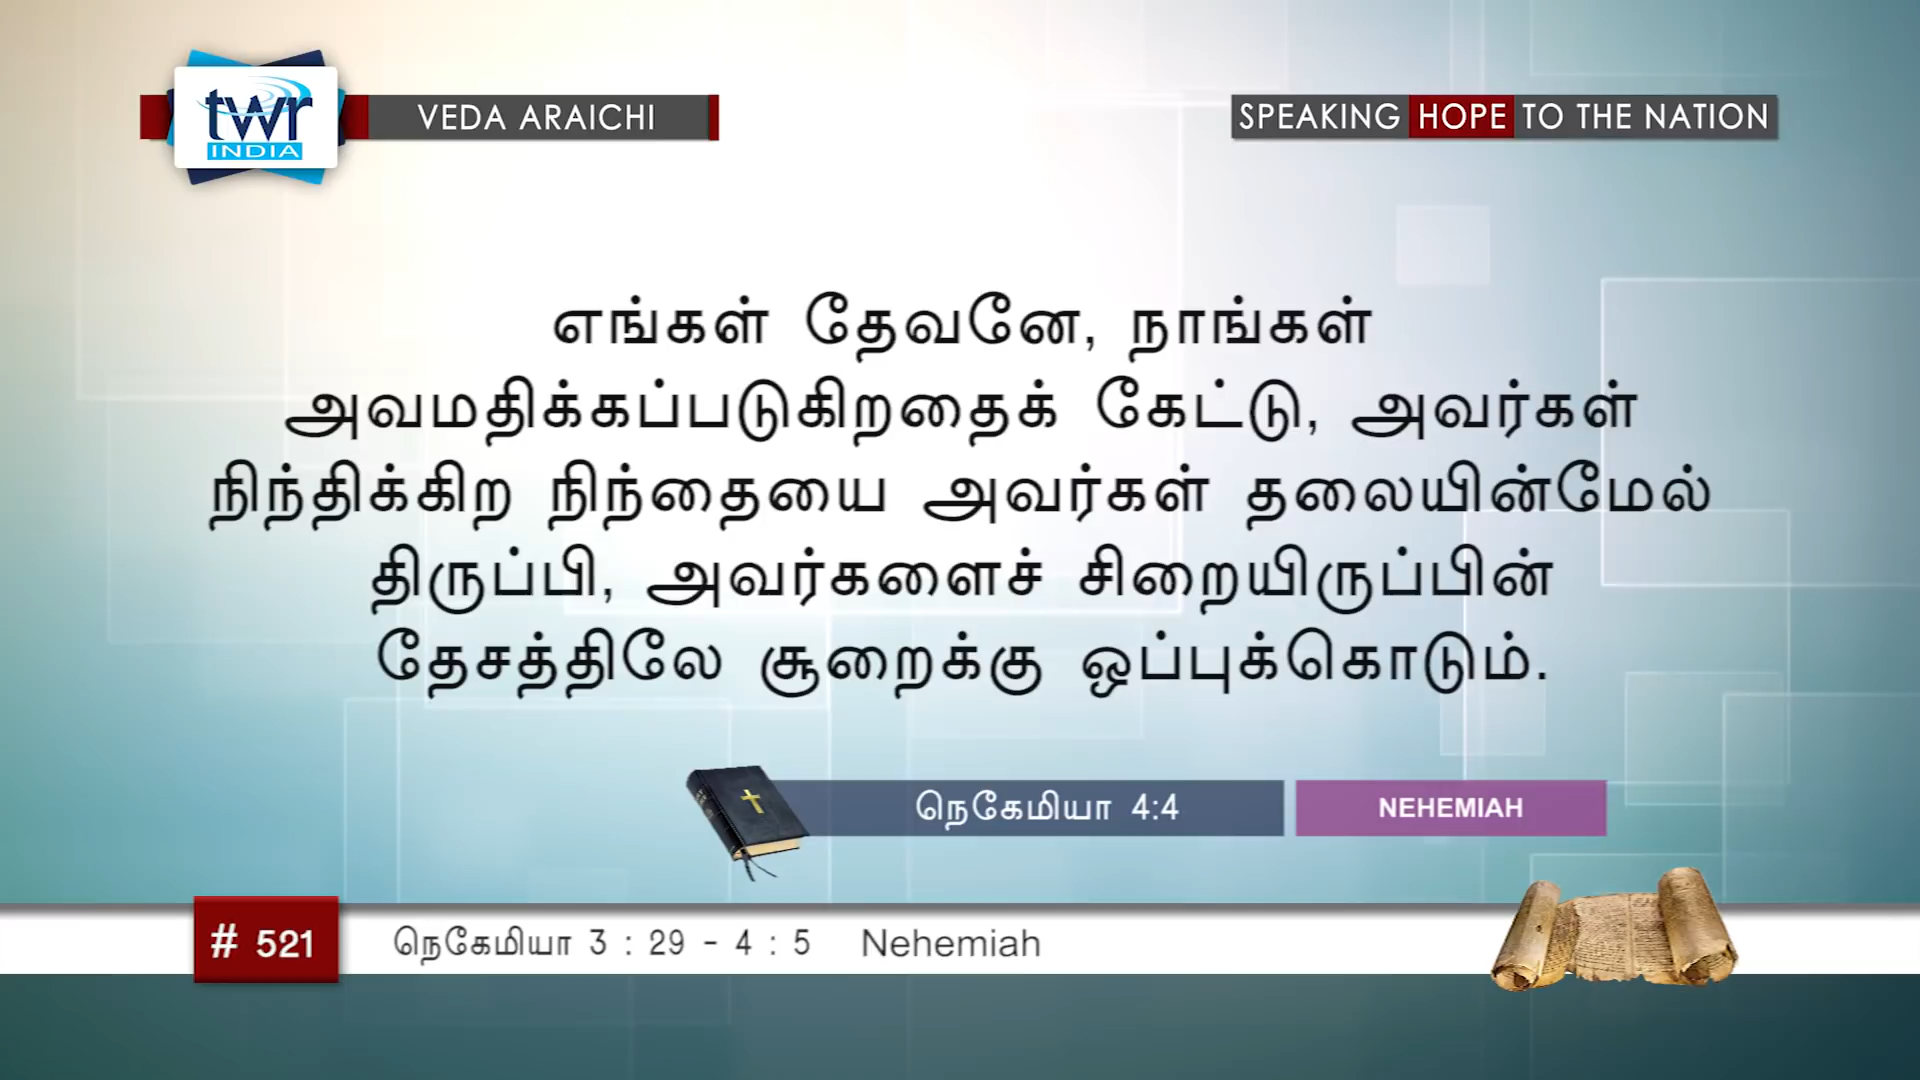 twr
INDIA
VEDA ARAICHI
SPEAKING HOPE TO THE NATION
எங்கள் தேவனே, நாங்கள்
அவமதிக்கப்படுகிறதைக் கேட்டு, அவர்கள்
நிந்திக்கிற நிந்தையை அவர்கள் தலையின்மேல்
திருப்பி, அவர்களைச் சிறையிருப்பின்
தேசத்திலே சூறைக்கு ஒப்புக்கொடும்.
நெகேமியா 4:4
NEHEMIAH
# 521
நெகேமியா 3 : 29 - 4 : 5 Nehemiah